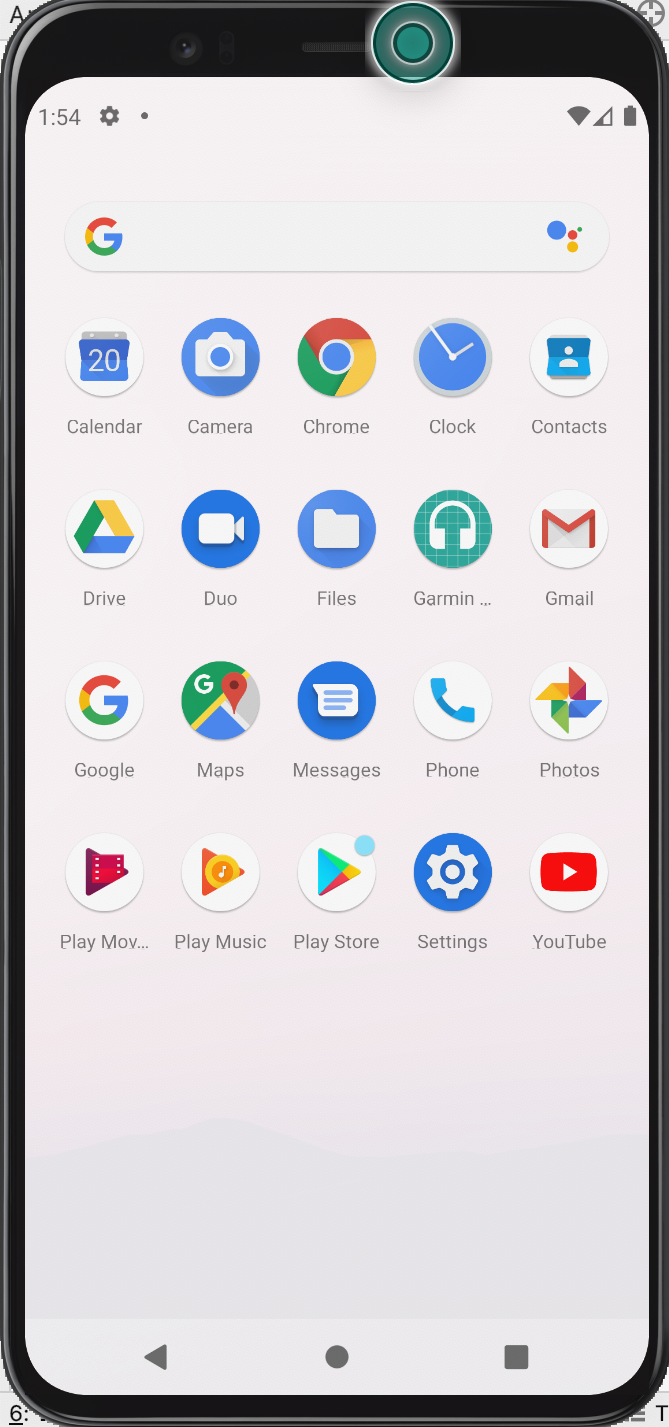 A
1:54
20
Calendar
Camera
Chrome
Clock
Contacts
Drive
Duo
Files
Garmin ...
Gmail
G
Google
Maps
Messages
Phone
Photos
Play Mov...
Play Music
Play Store
Settings
YouTube
6:
T